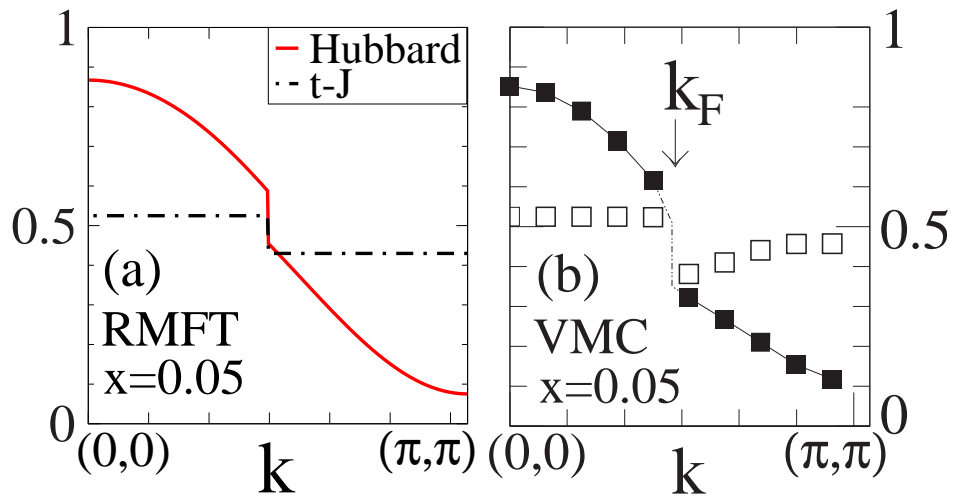 1
Hubbard
t-J
0.5
(a)
RMFT
x=0.05
0
(0,0)
(π,π)
k
1
k_F
0.5
(b)
VMC
x=0.05
0
(0,0)
(π,π)
k